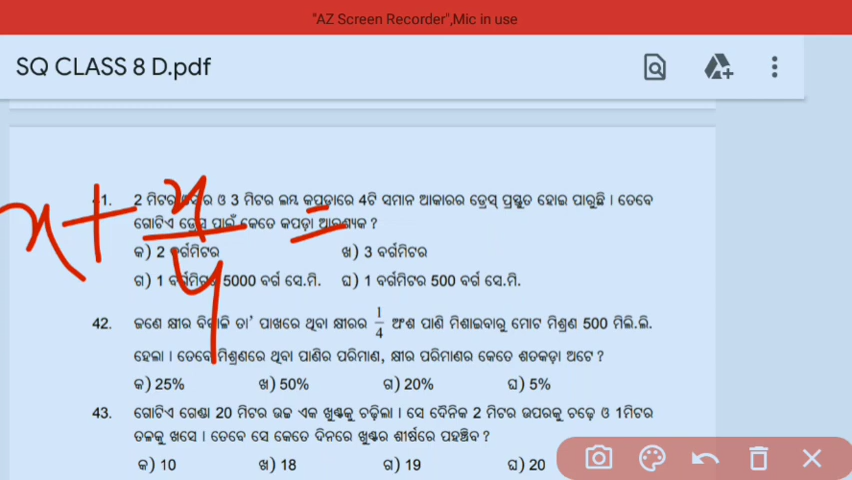 "AZ Screen Recorder",Mic in use
SQ CLASS 8 D.pdf
41. 2 ମିଟର ଓସାର ଓ 3 ମିଟର ଲମ୍ବ କପଡ଼ାରେ 4ଟି ସମାନ ଆକାରର ଡ୍ରେସ୍ ପ୍ରସ୍ତୁତ ହୋଇ ପାରୁଛି । ତେବେ
ଗୋଟିଏ ଡ୍ରେସ୍ ପାଇଁ କେତେ କପଡ଼ା ଆବଶ୍ୟକ ?
x + x/4 =
କ) 2 ବର୍ଗମିଟର ଖ) 3 ବର୍ଗମିଟର
ଗ) 1 ବର୍ଗମିଟର 5000 ବର୍ଗ ସେ.ମି. ଘ) 1 ବର୍ଗମିଟର 500 ବର୍ଗ ସେ.ମି.
42. ଜଣେ କ୍ଷୀର ବିକାଳି ତା' ପାଖରେ ଥିବା କ୍ଷୀରର 1/4 ଅଂଶ ପାଣି ମିଶାଇବାରୁ ମୋଟ ମିଶ୍ରଣ 500 ମିଲି.ଲି.
ହେଲା । ତେବେ ମିଶ୍ରଣରେ ଥିବା ପାଣିର ପରିମାଣ, କ୍ଷୀର ପରିମାଣର କେତେ ଶତକଡ଼ା ଅଟେ ?
କ) 25% ଖ) 50% ଗ) 20% ଘ) 5%
43. ଗୋଟିଏ ଗେଣ୍ଡା 20 ମିଟର ଉଚ୍ଚ ଏକ ଖୁଣ୍ଟକୁ ଚଢ଼ିଲା । ସେ ଦୈନିକ 2 ମିଟର ଉପରକୁ ଚଢ଼େ ଓ 1ମିଟର
ତଳକୁ ଖସେ । ତେବେ ସେ କେତେ ଦିନରେ ଖୁଣ୍ଟର ଶୀର୍ଷରେ ପହଞ୍ଚିବ ?
କ) 10 ଖ) 18 ଗ) 19 ଘ) 20